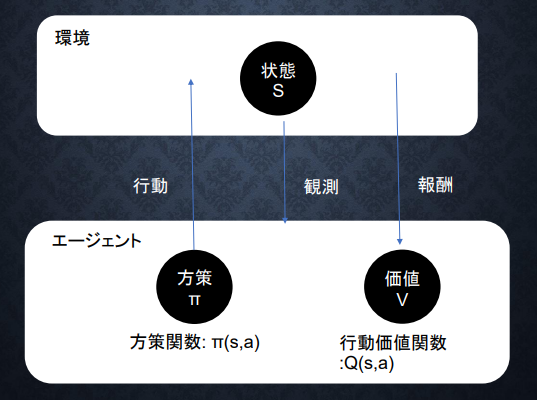 環境
状態
S
行動
観測
報酬
エージェント
方策
π
価値
V
方策関数: π(s,a)
行動価値関数
:Q(s,a)